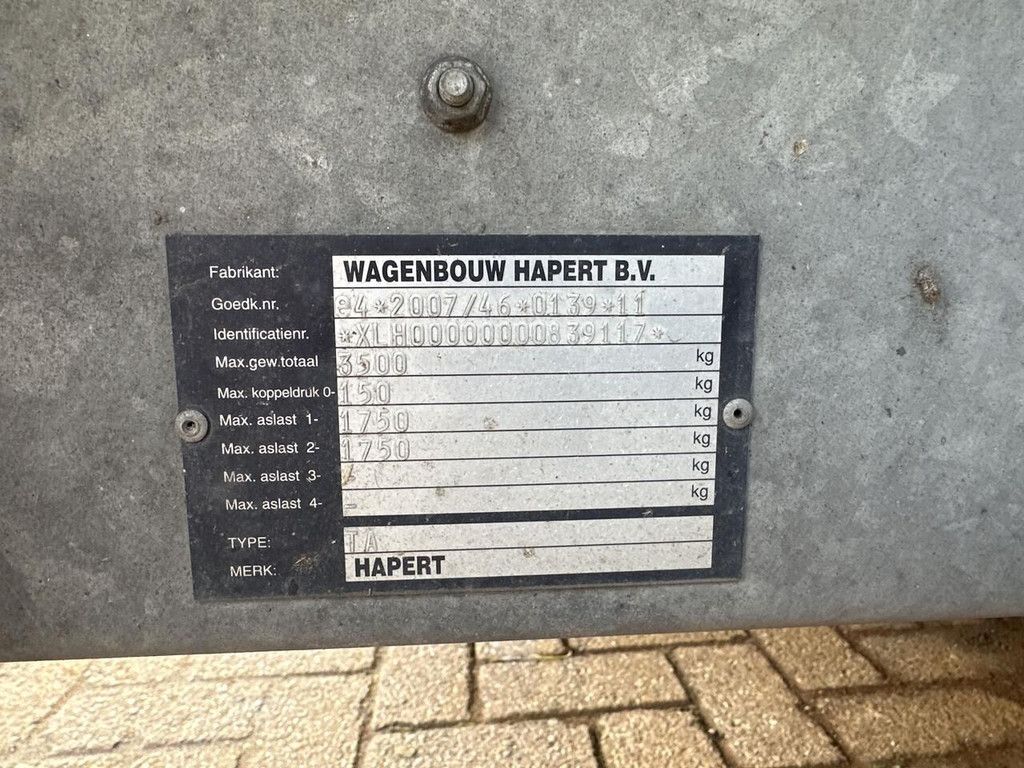 Fabrikant: WAGENBOUW HAPERT B.V.
Goedk.nr. e4*2007/46*0139*11
Identificatienr. *XLH00000000839117*
Max.gew.totaal 3500 kg
Max. koppeldruk 0- 150 kg
Max. aslast 1- 1750 kg
Max. aslast 2- 1750 kg
Max. aslast 3- kg
Max. aslast 4- - kg
TYPE: TA
MERK: HAPERT